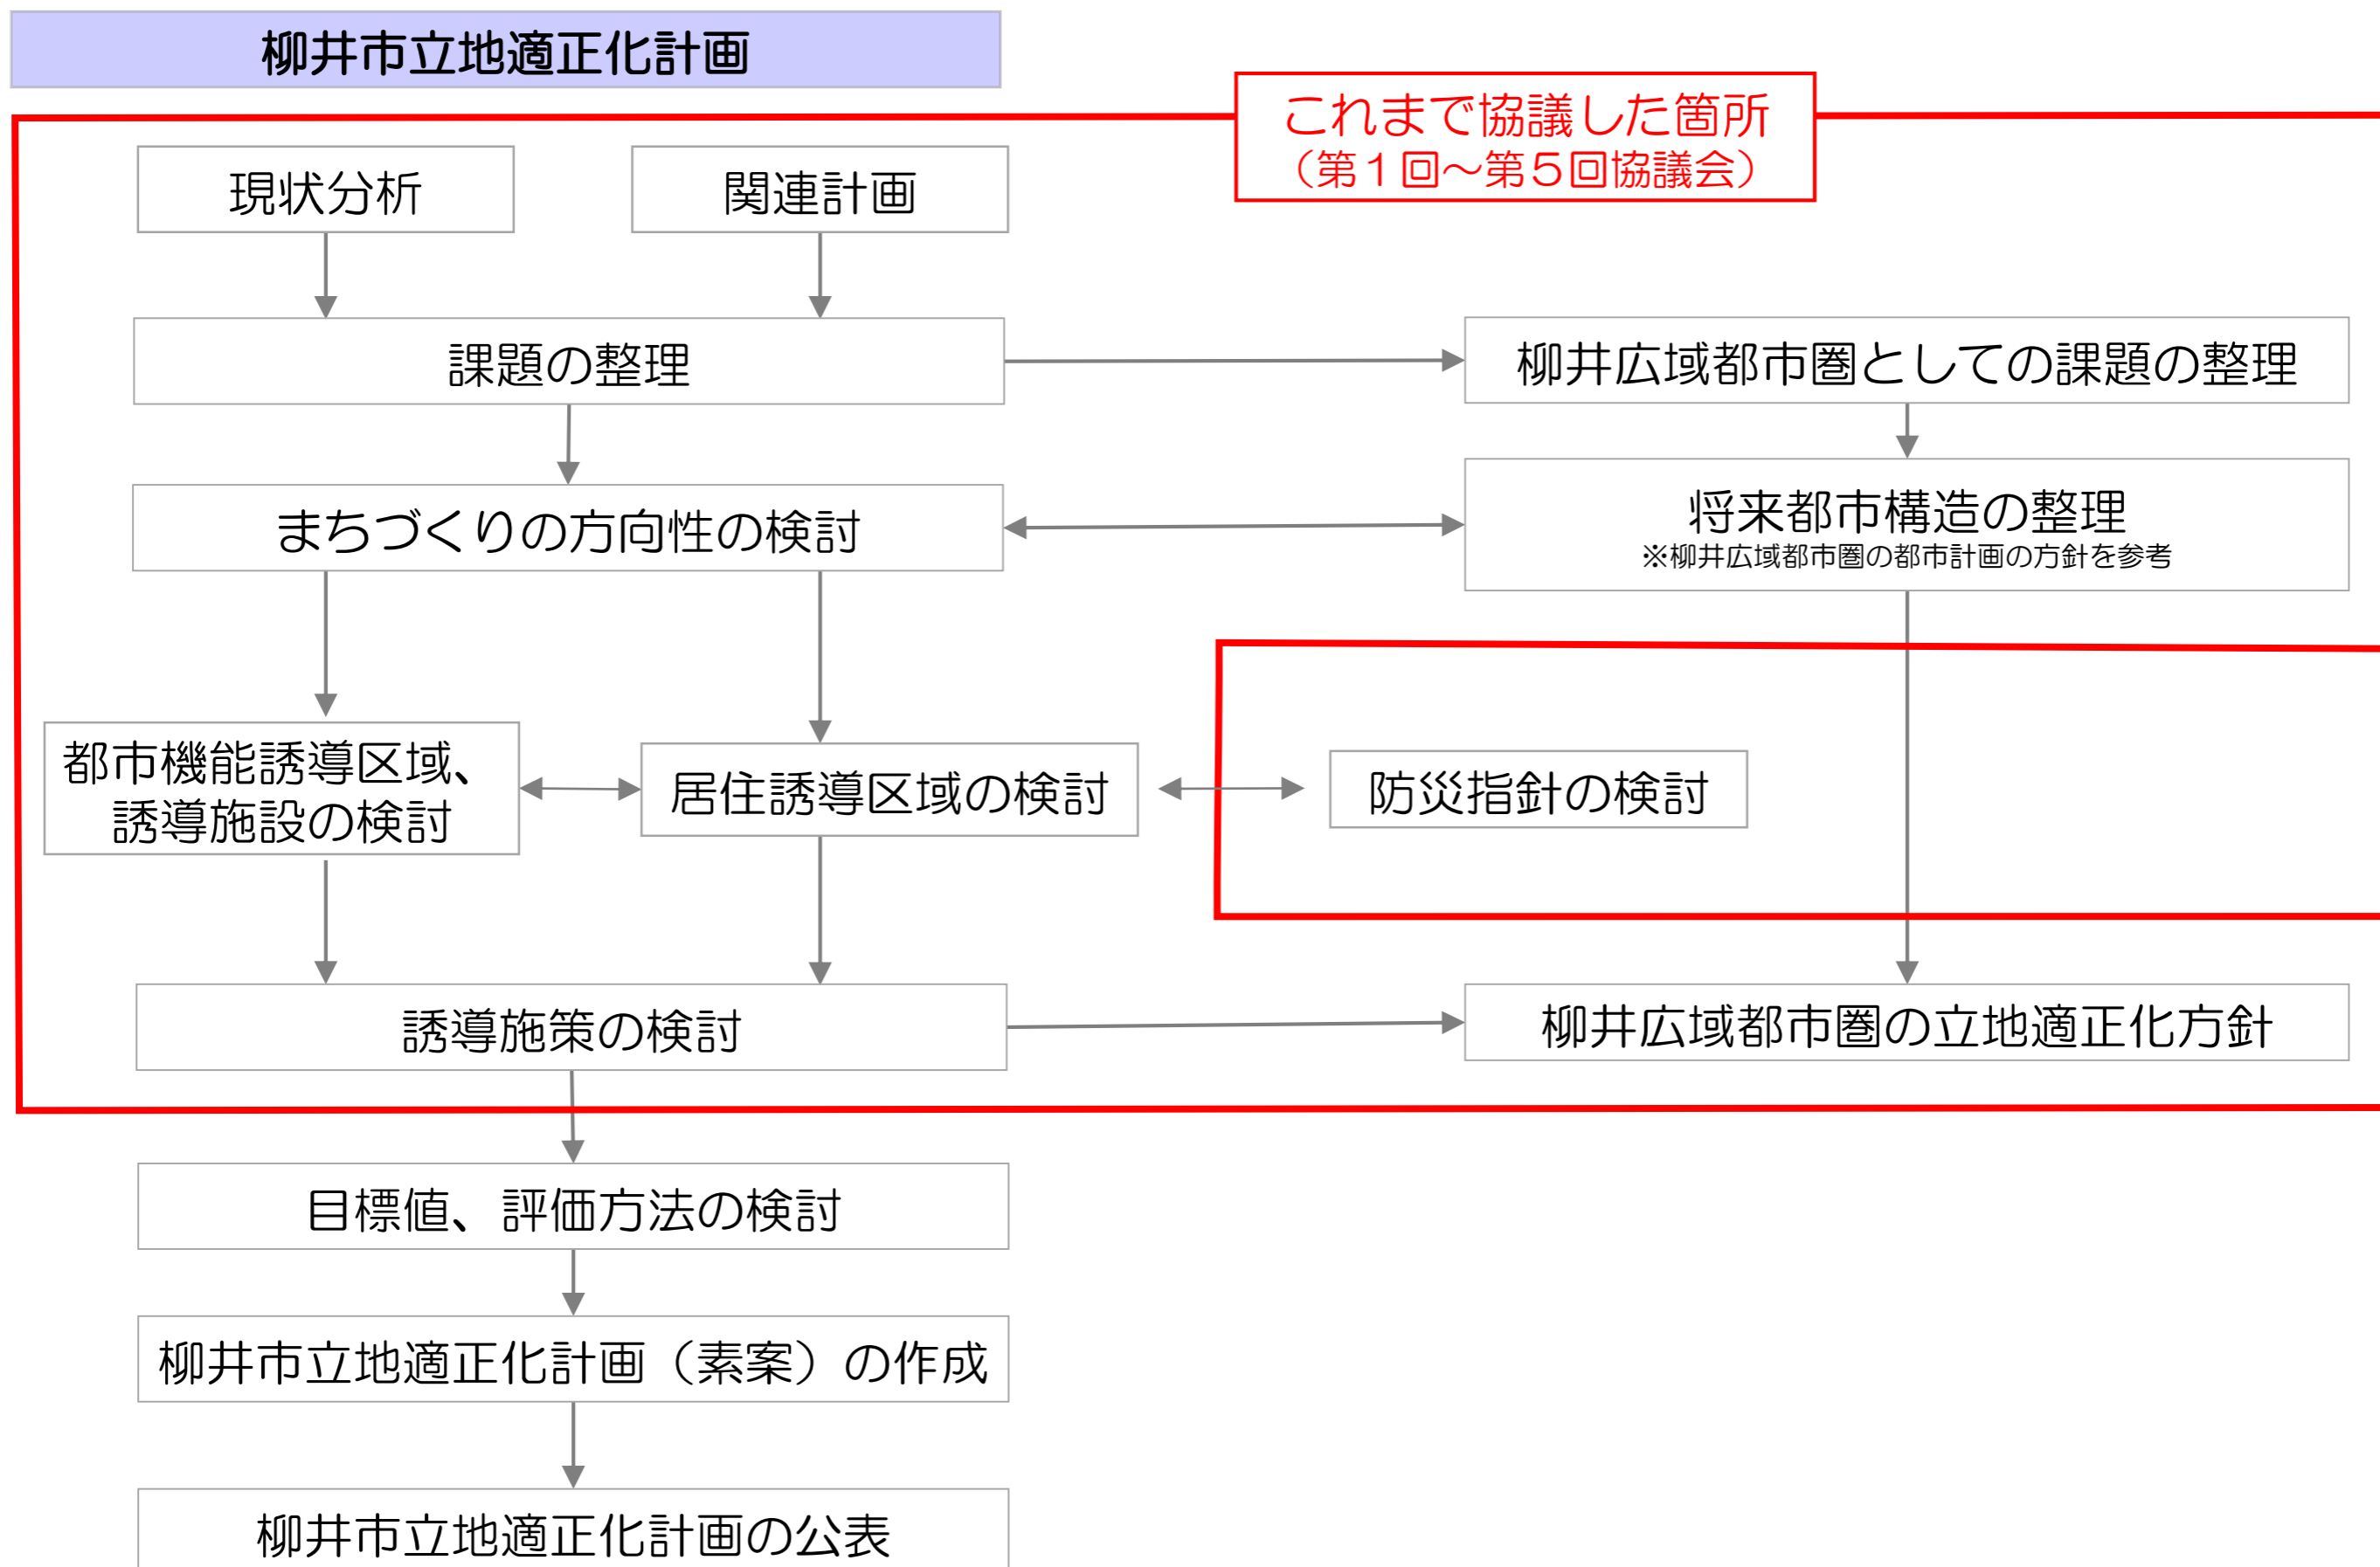 柳井市立地適正化計画
これまで協議した箇所
（第１回～第５回協議会）
現状分析
関連計画
課題の整理
柳井広域都市圏としての課題の整理
まちづくりの方向性の検討
将来都市構造の整理
※柳井広域都市圏の都市計画の方針を参考
都市機能誘導区域、
誘導施設の検討
居住誘導区域の検討
防災指針の検討
誘導施策の検討
柳井広域都市圏の立地適正化方針
目標値、評価方法の検討
柳井市立地適正化計画（素案）の作成
柳井市立地適正化計画の公表